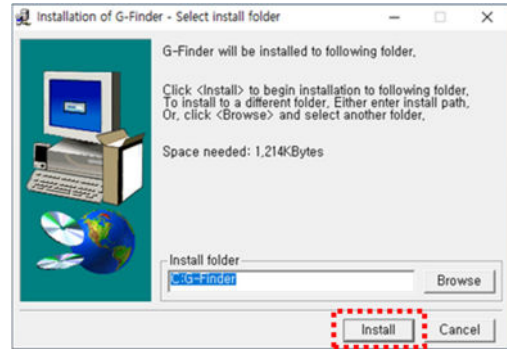 Installation of G-Finder - Select install folder
G-Finder will be installed to following folder,
Click <Install> to begin installation to following folder,
To install to a different folder, Either enter install path,
Or, click <Browse> and select another folder,
Space needed: 1,214KBytes
Install folder
C:G-Finder
Browse
Install
Cancel